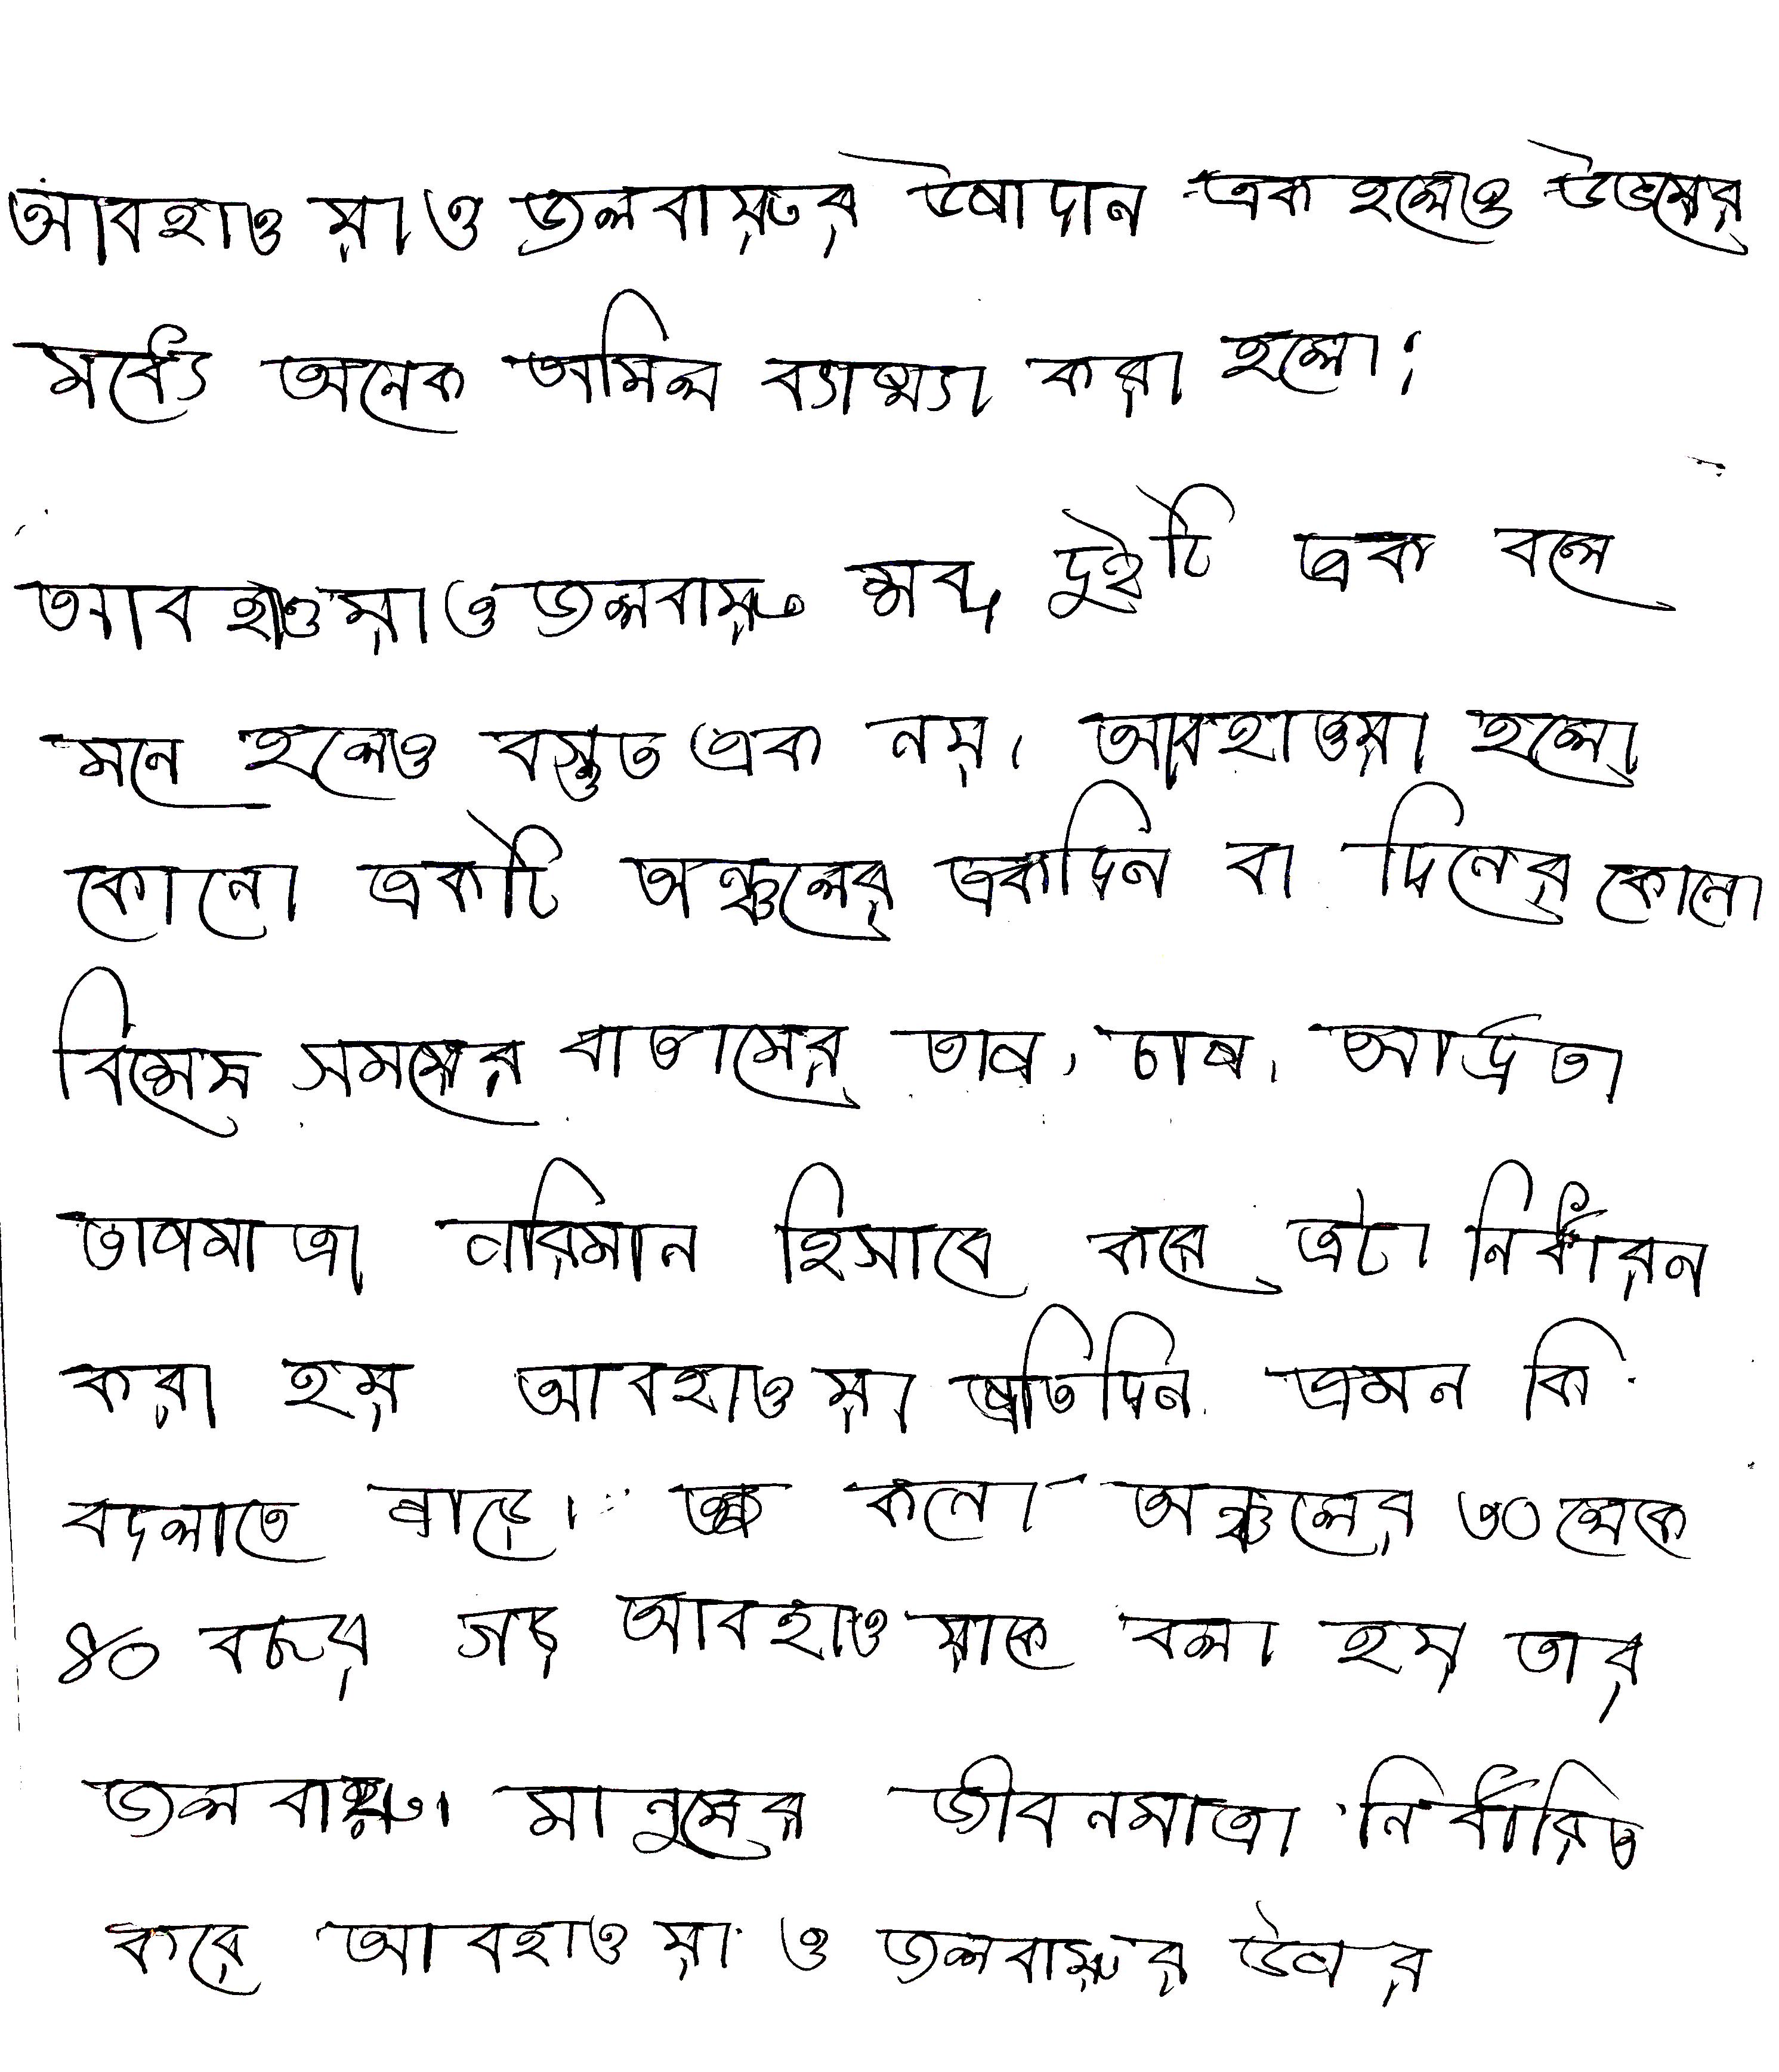 আবহাওয়া ও জলবায়ুর উপাদান এক হলেও উভয়ের
মধ্যে অনেক অমিল ব্যাখ্যা করা হলো।
আবহাওয়া ও জলবায়ু শব্দ দুইটি এক বলে
মনে হলেও বস্তুত এক নয়। আবহাওয়া হলো
কোনো একটি অঞ্চলের একদিন বা দিনের কোনো
বিশেষ সময়ের বাতাসের তাপ, চাপ, আর্দ্রতা
তাপমাত্রা পরিমান হিসাবে করে এটা নির্ধারন
করা হয় আবহাওয়া প্রতিদিন এমন কি
বদলাতে পারে। কনো অঞ্চলের ৩০ থেকে
৪০ বছর গড় আবহাওয়াকে বলা হয় তার
জলবায়ু। মানুষের জীবনযাত্রা নির্ধারিত
করে আবহাওয়া ও জলবায়ুর উপর